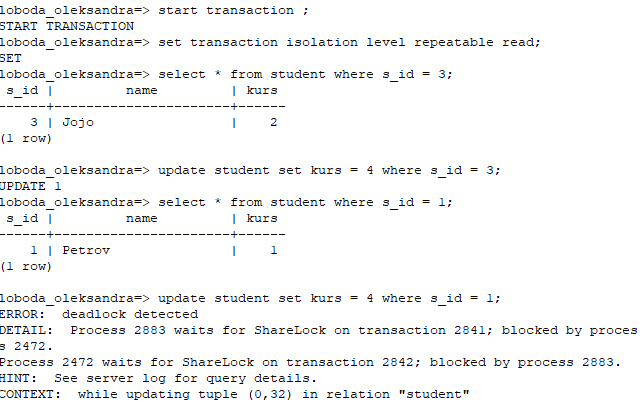 loboda_oleksandra=> start transaction ;
START TRANSACTION
loboda_oleksandra=> set transaction isolation level repeatable read;
SET
loboda_oleksandra=> select * from student where s_id = 3;
s_id | name | kurs
------+----------------------+------
3 | Jojo | 2
(1 row)
loboda_oleksandra=> update student set kurs = 4 where s_id = 3;
UPDATE 1
loboda_oleksandra=> select * from student where s_id = 1;
s_id | name | kurs
------+----------------------+------
1 | Petrov | 1
(1 row)
loboda_oleksandra=> update student set kurs = 4 where s_id = 1;
ERROR:  deadlock detected
DETAIL:  Process 2883 waits for ShareLock on transaction 2841; blocked by proces
s 2472.
Process 2472 waits for ShareLock on transaction 2842; blocked by process 2883.
HINT:  See server log for query details.
CONTEXT:  while updating tuple (0,32) in relation "student"